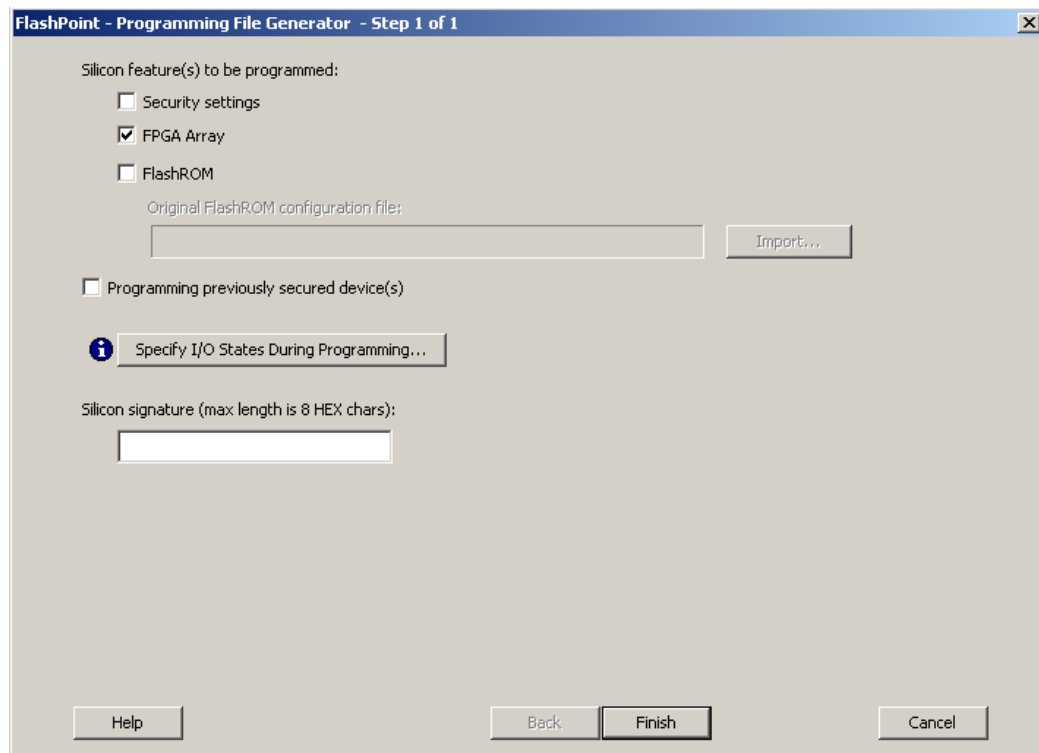 FlashPoint - Programming File Generator - Step 1 of 1
Silicon feature(s) to be programmed:
Security settings
FPGA Array
FlashROM
Original FlashROM configuration file:
Import...
Programming previously secured device(s)
Specify I/O States During Programming...
Silicon signature (max length is 8 HEX chars):
Help
Back
Finish
Cancel